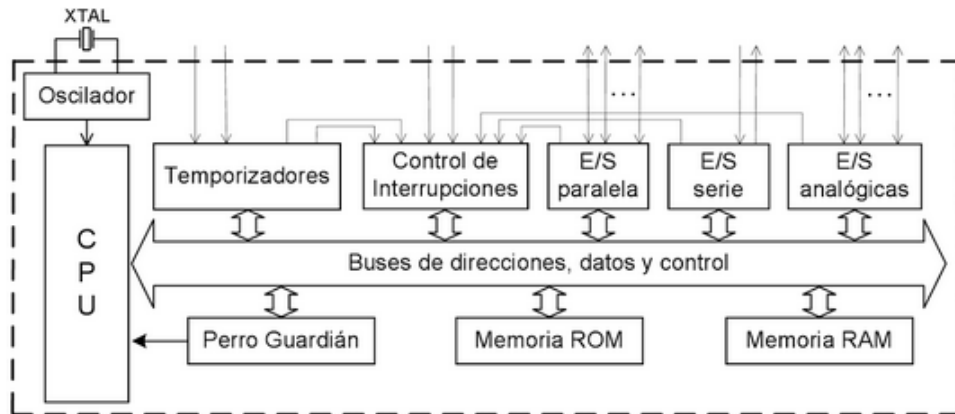 XTAL
Oscilador
CPU
Temporizadores
Control de
Interrupciones
E/S
paralela
E/S
serie
E/S
analógicas
Buses de direcciones, datos y control
Perro Guardián
Memoria ROM
Memoria RAM